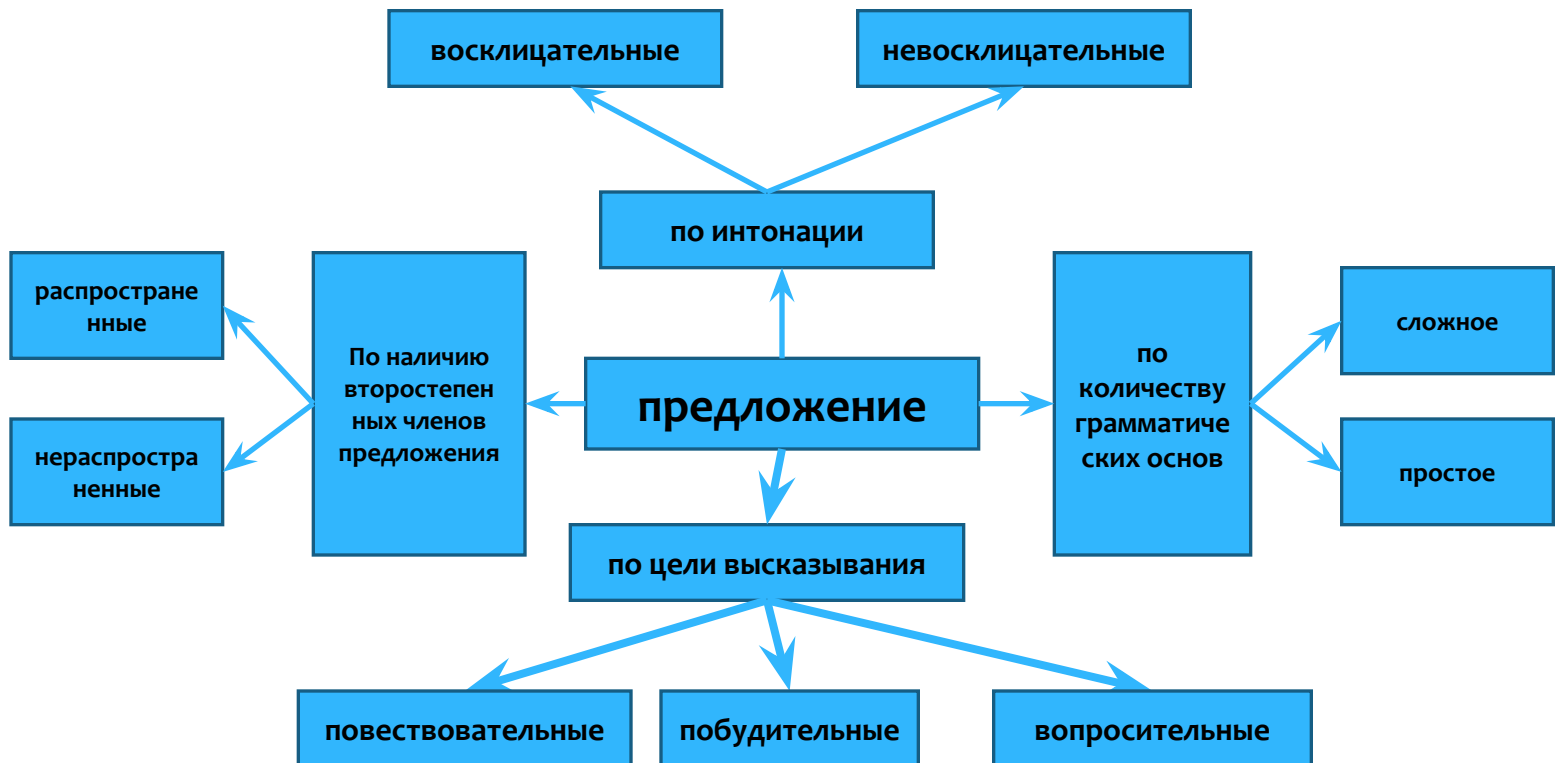 восклицательные
невосклицательные
по интонации
распростране
нные
По наличию
второстепен
ных членов
предложения
предложение
по
количеству
грамматиче
ских основ
сложное
нераспростра
ненные
простое
по цели высказывания
повествовательные
побудительные
вопросительные